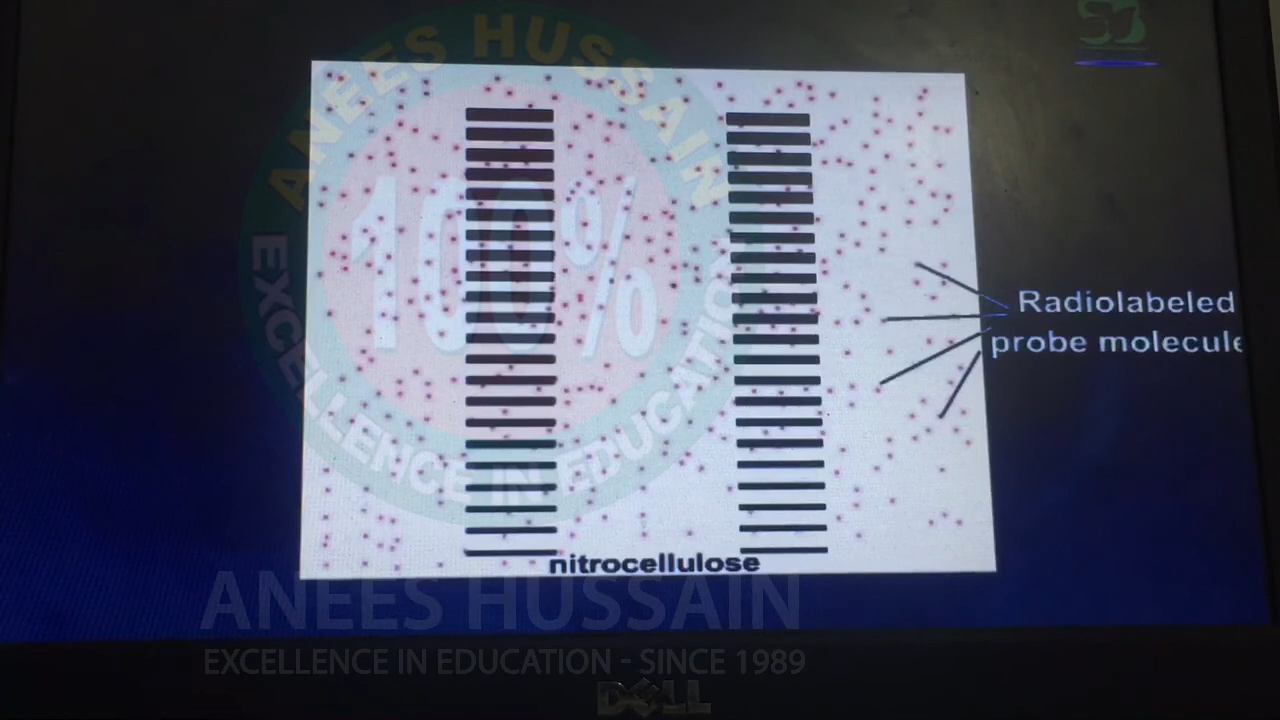 ANEES HUSSAIN
100%
EXCELLENCE IN EDUCATION
Radiolabeled
probe molecule
nitrocellulose
ANEES HUSSAIN
EXCELLENCE IN EDUCATION - SINCE 1989
DELL